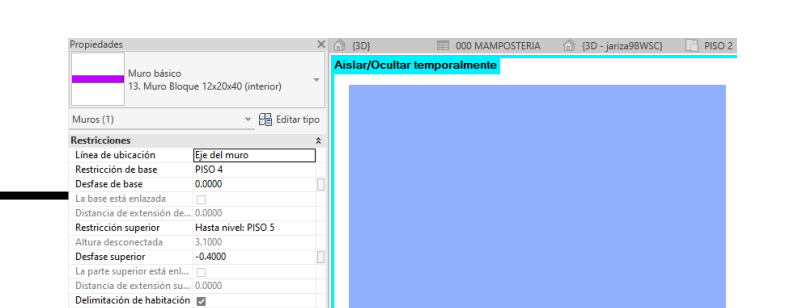 Propiedades
{3D}
000 MAMPOSTERIA
{3D - jariza9BWSC}
PISO 2
Aislar/Ocultar temporalmente
Muro básico
13. Muro Bloque 12x20x40 (interior)
Muros (1)
Editar tipo
Restricciones
Línea de ubicación Eje del muro
Restricción de base PISO 4
Desfase de base 0.0000
La base está enlazada
Distancia de extensión de... 0.0000
Restricción superior Hasta nivel: PISO 5
Altura desconectada 3.1000
Desfase superior -0.4000
La parte superior está enl...
Distancia de extensión su... 0.0000
Delimitación de habitación